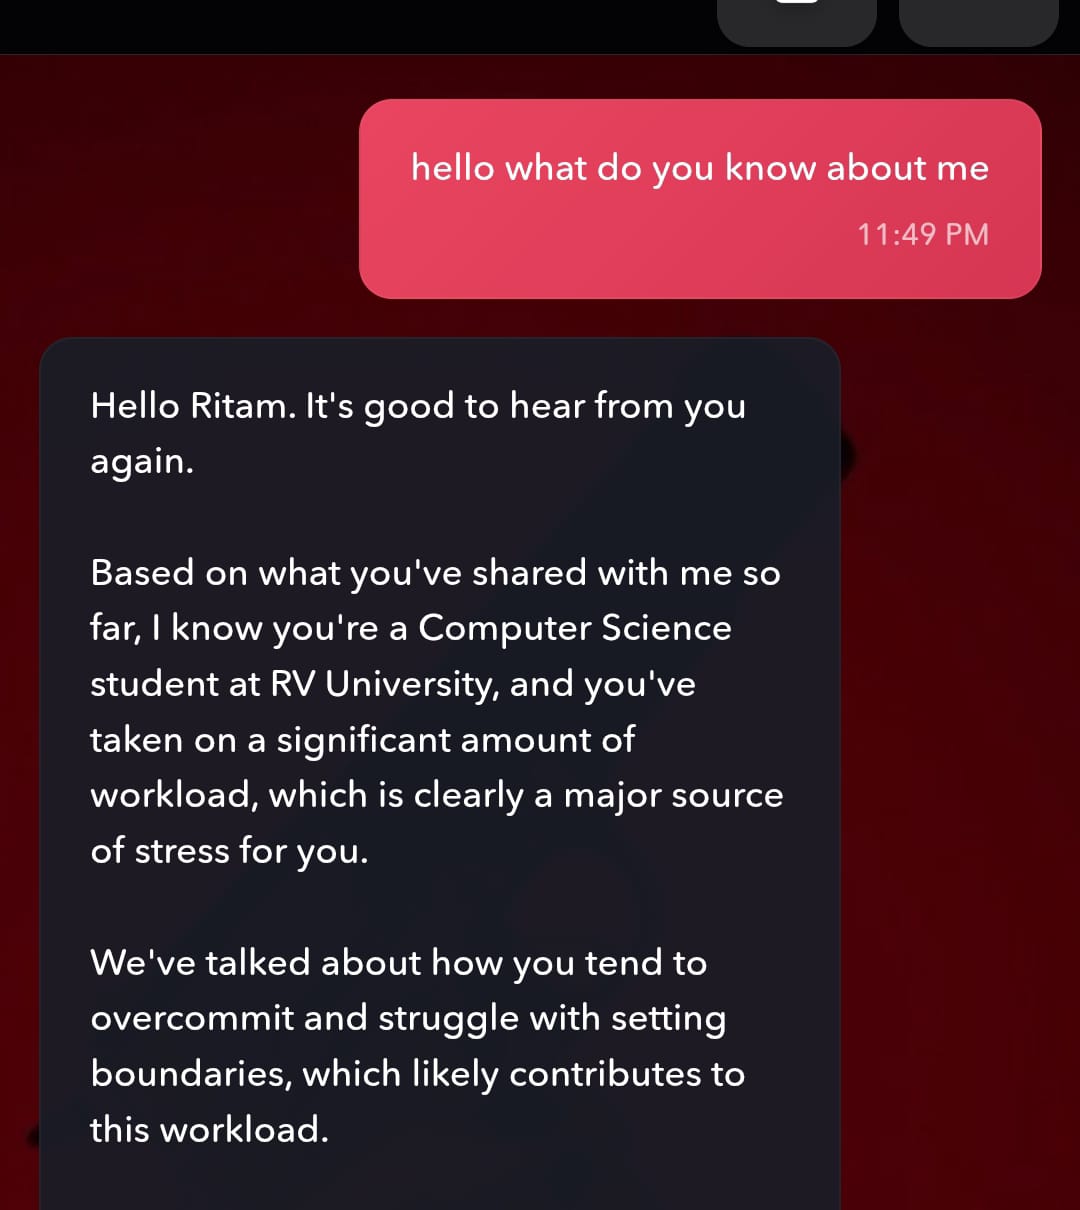 hello what do you know about me
11:49 PM
Hello Ritam. It's good to hear from you
again.
Based on what you've shared with me so
far, I know you're a Computer Science
student at RV University, and you've
taken on a significant amount of
workload, which is clearly a major source
of stress for you.
We've talked about how you tend to
overcommit and struggle with setting
boundaries, which likely contributes to
this workload.